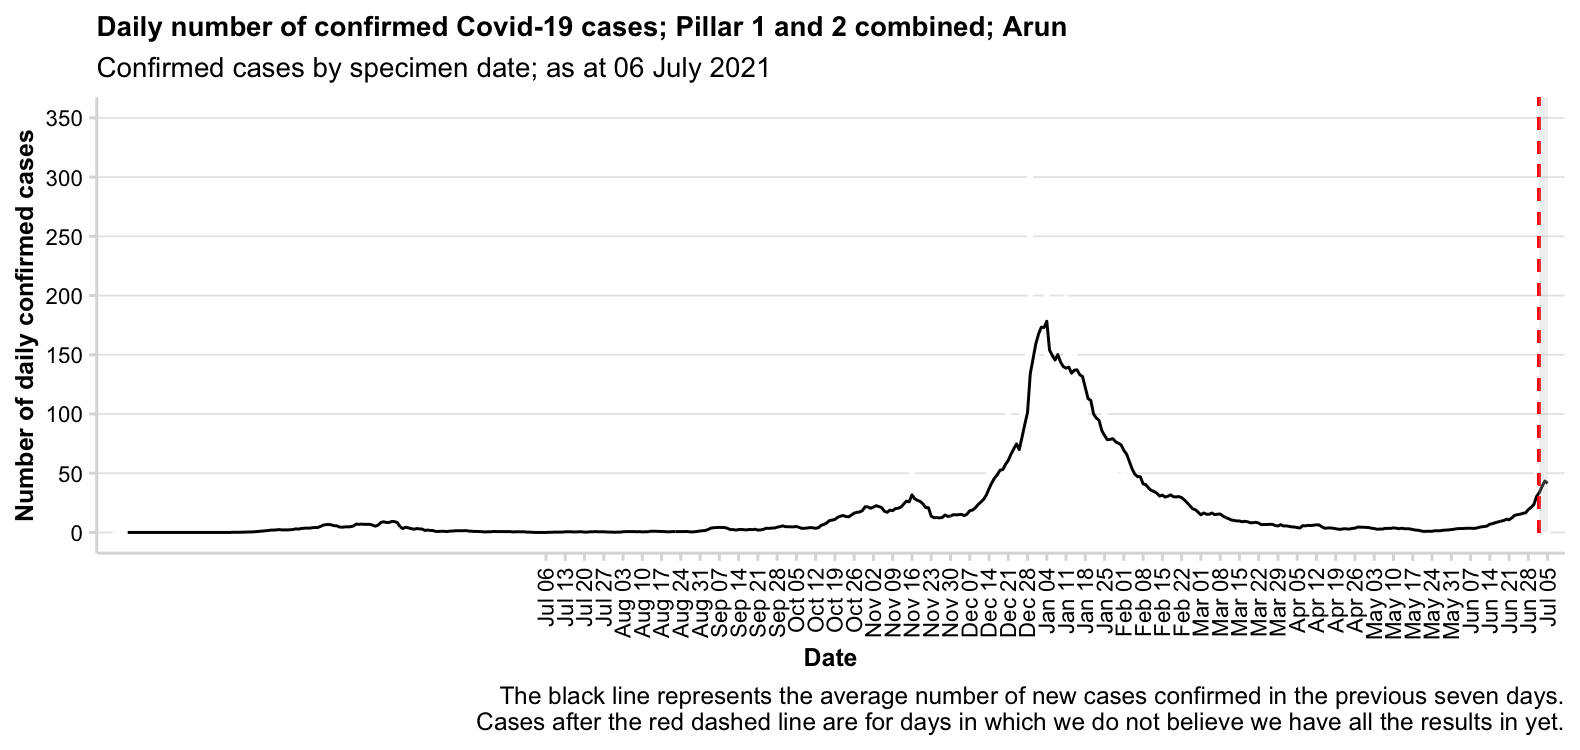 Daily number of confirmed Covid-19 cases; Pillar 1 and 2 combined; Arun
Confirmed cases by specimen date; as at 06 July 2021
Number of daily confirmed cases
350
300
250
200
150
100
50
0
Jul 06
Jul 13
Jul 20
Jul 27
Aug 03
Aug 10
Aug 17
Aug 24
Aug 31
Sep 07
Sep 14
Sep 21
Sep 28
Oct 05
Oct 12
Oct 19
Oct 26
Nov 02
Nov 09
Nov 16
Nov 23
Nov 30
Dec 07
Dec 14
Dec 21
Dec 28
Jan 04
Jan 11
Jan 18
Jan 25
Feb 01
Feb 08
Feb 15
Feb 22
Mar 01
Mar 08
Mar 15
Mar 22
Mar 29
Apr 05
Apr 12
Apr 19
Apr 26
May 03
May 10
May 17
May 24
May 31
Jun 07
Jun 14
Jun 21
Jun 28
Jul 05
Date
The black line represents the average number of new cases confirmed in the previous seven days.
Cases after the red dashed line are for days in which we do not believe we have all the results in yet.